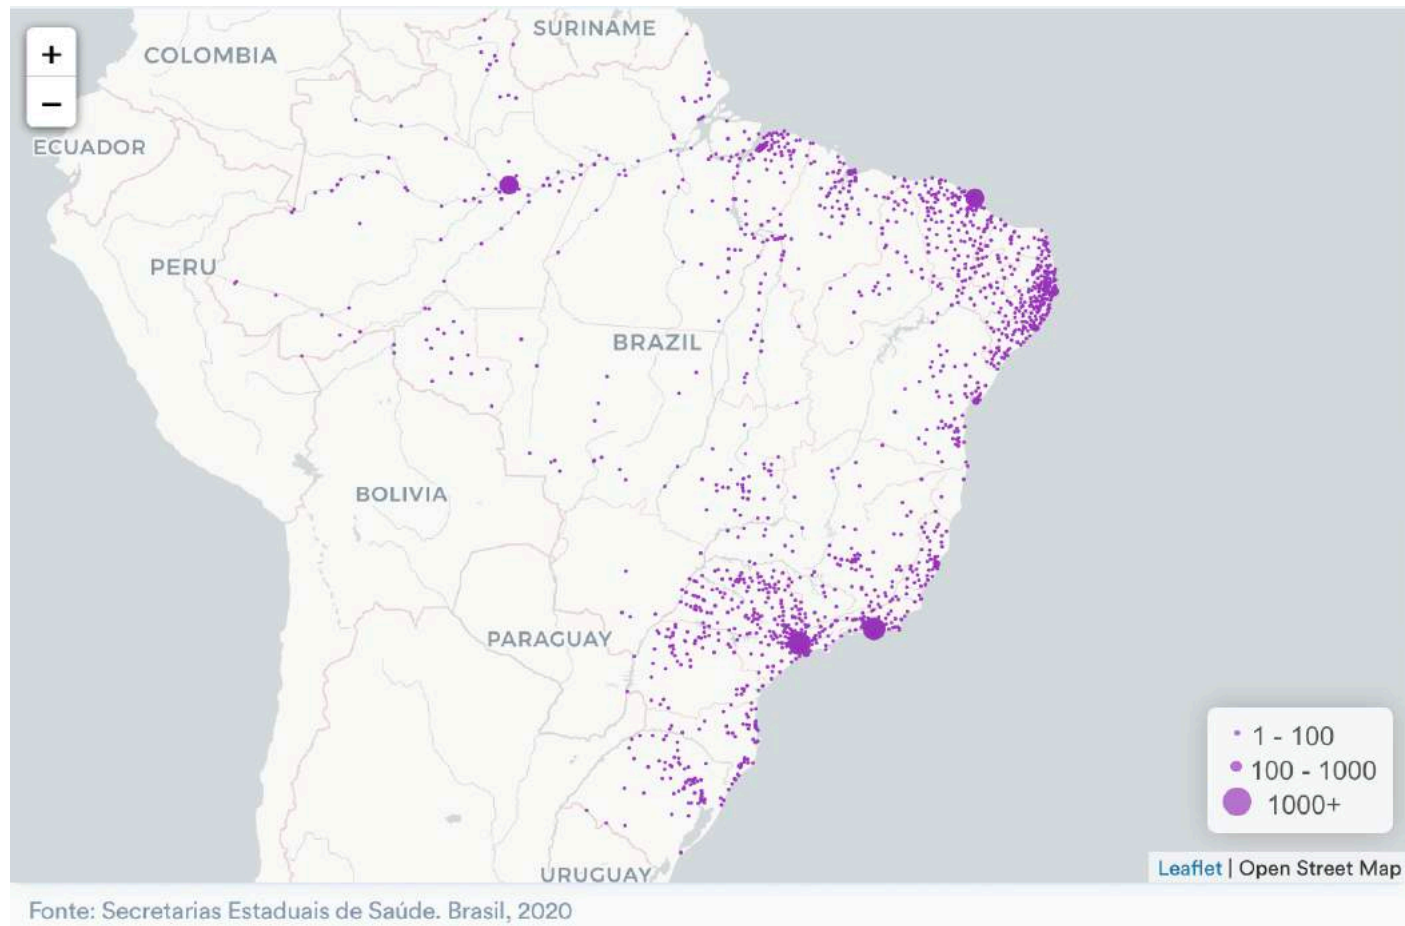 SURINAME
+
COLOMBIA
−
ECUADOR
PERU
BRAZIL
BOLIVIA
PARAGUAY
1 - 100
100 - 1000
1000+
URUGUAY
Leaflet | Open Street Map
Fonte: Secretarias Estaduais de Saúde. Brasil, 2020